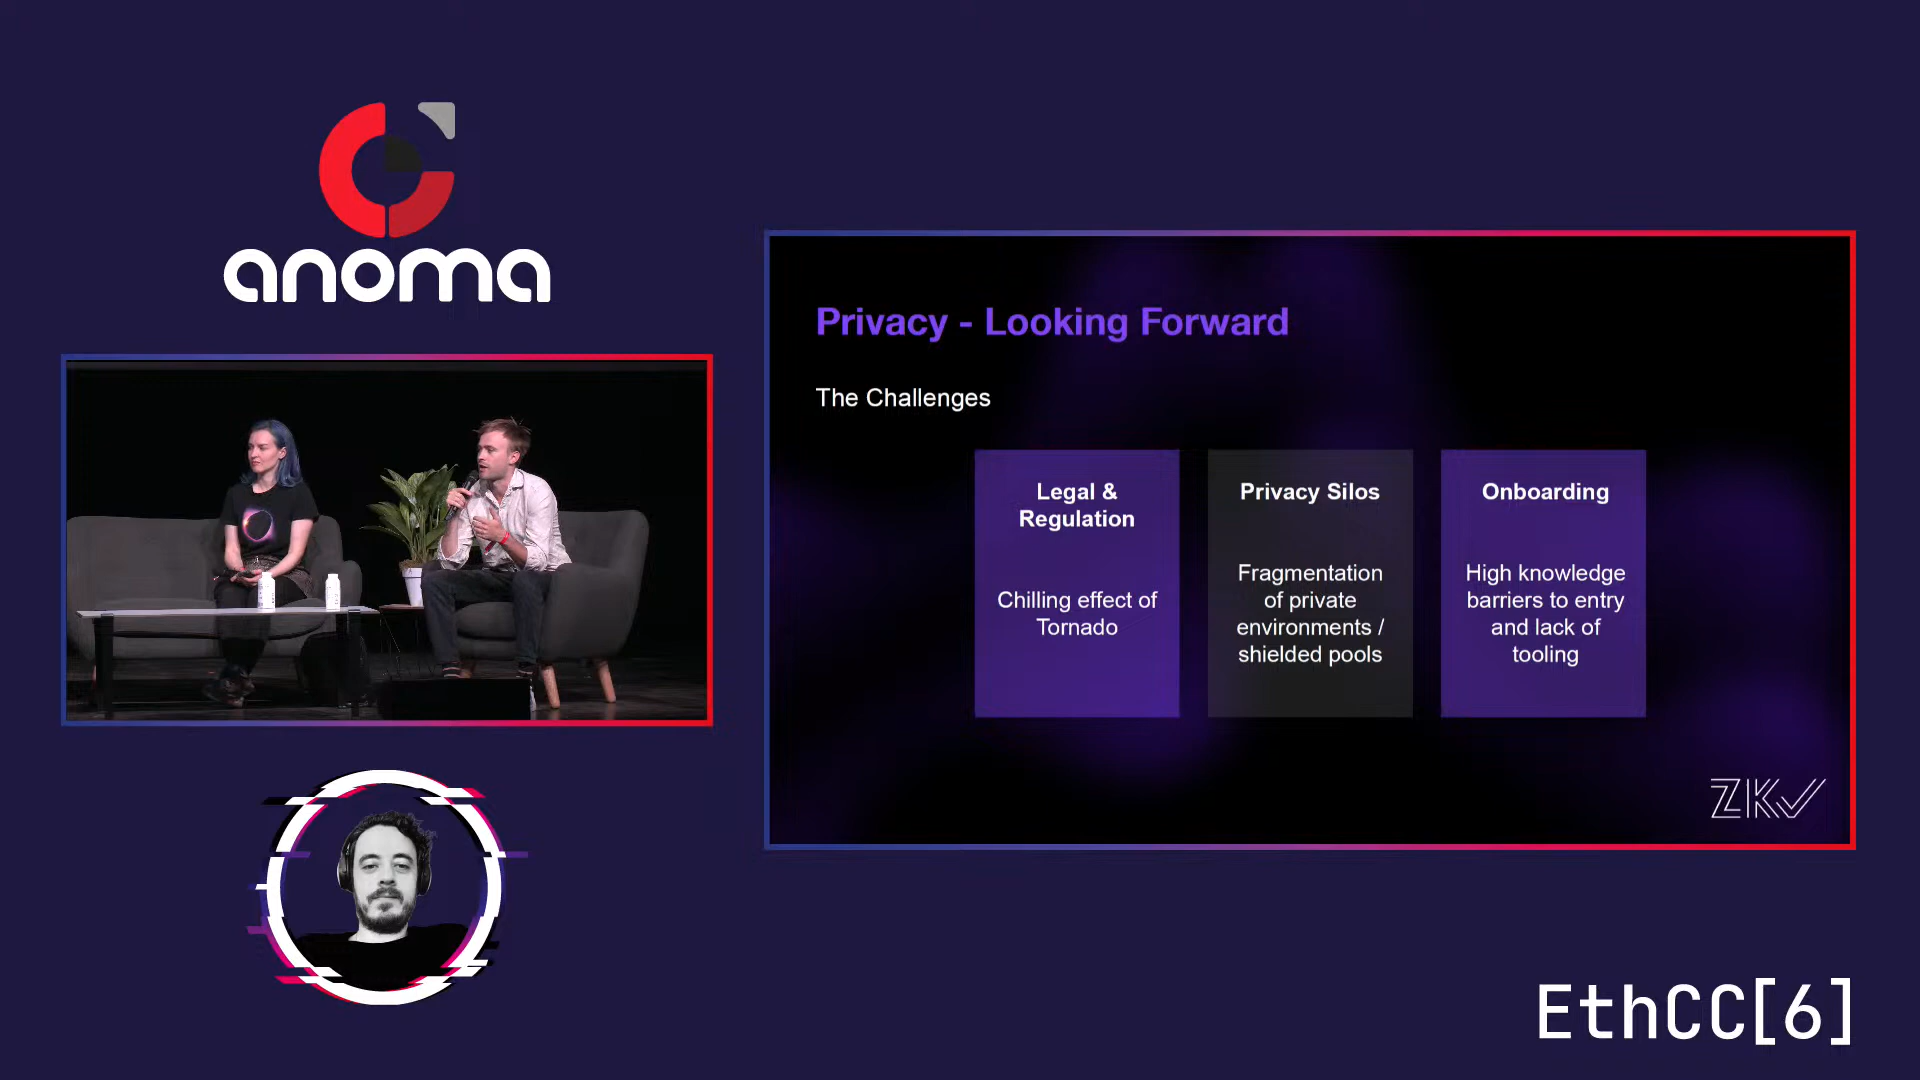 anoma
Privacy - Looking Forward
The Challenges
Legal &
Regulation
Chilling effect of
Tornado
Privacy Silos
Fragmentation
of private
environments /
shielded pools
Onboarding
High knowledge
barriers to entry
and lack of
tooling
ZKV
EthCC[6]